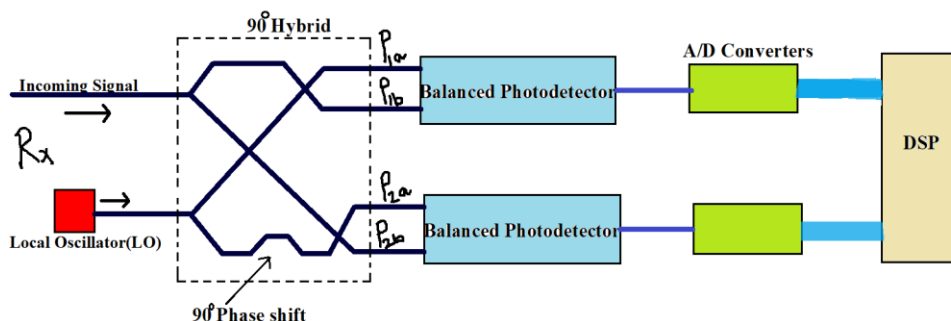 90° Hybrid
A/D Converters
Incoming Signal
P1a
P1b
Balanced Photodetector
Rx
DSP
P2a
Local Oscillator(LO)
P2b
Balanced Photodetector
90° Phase shift